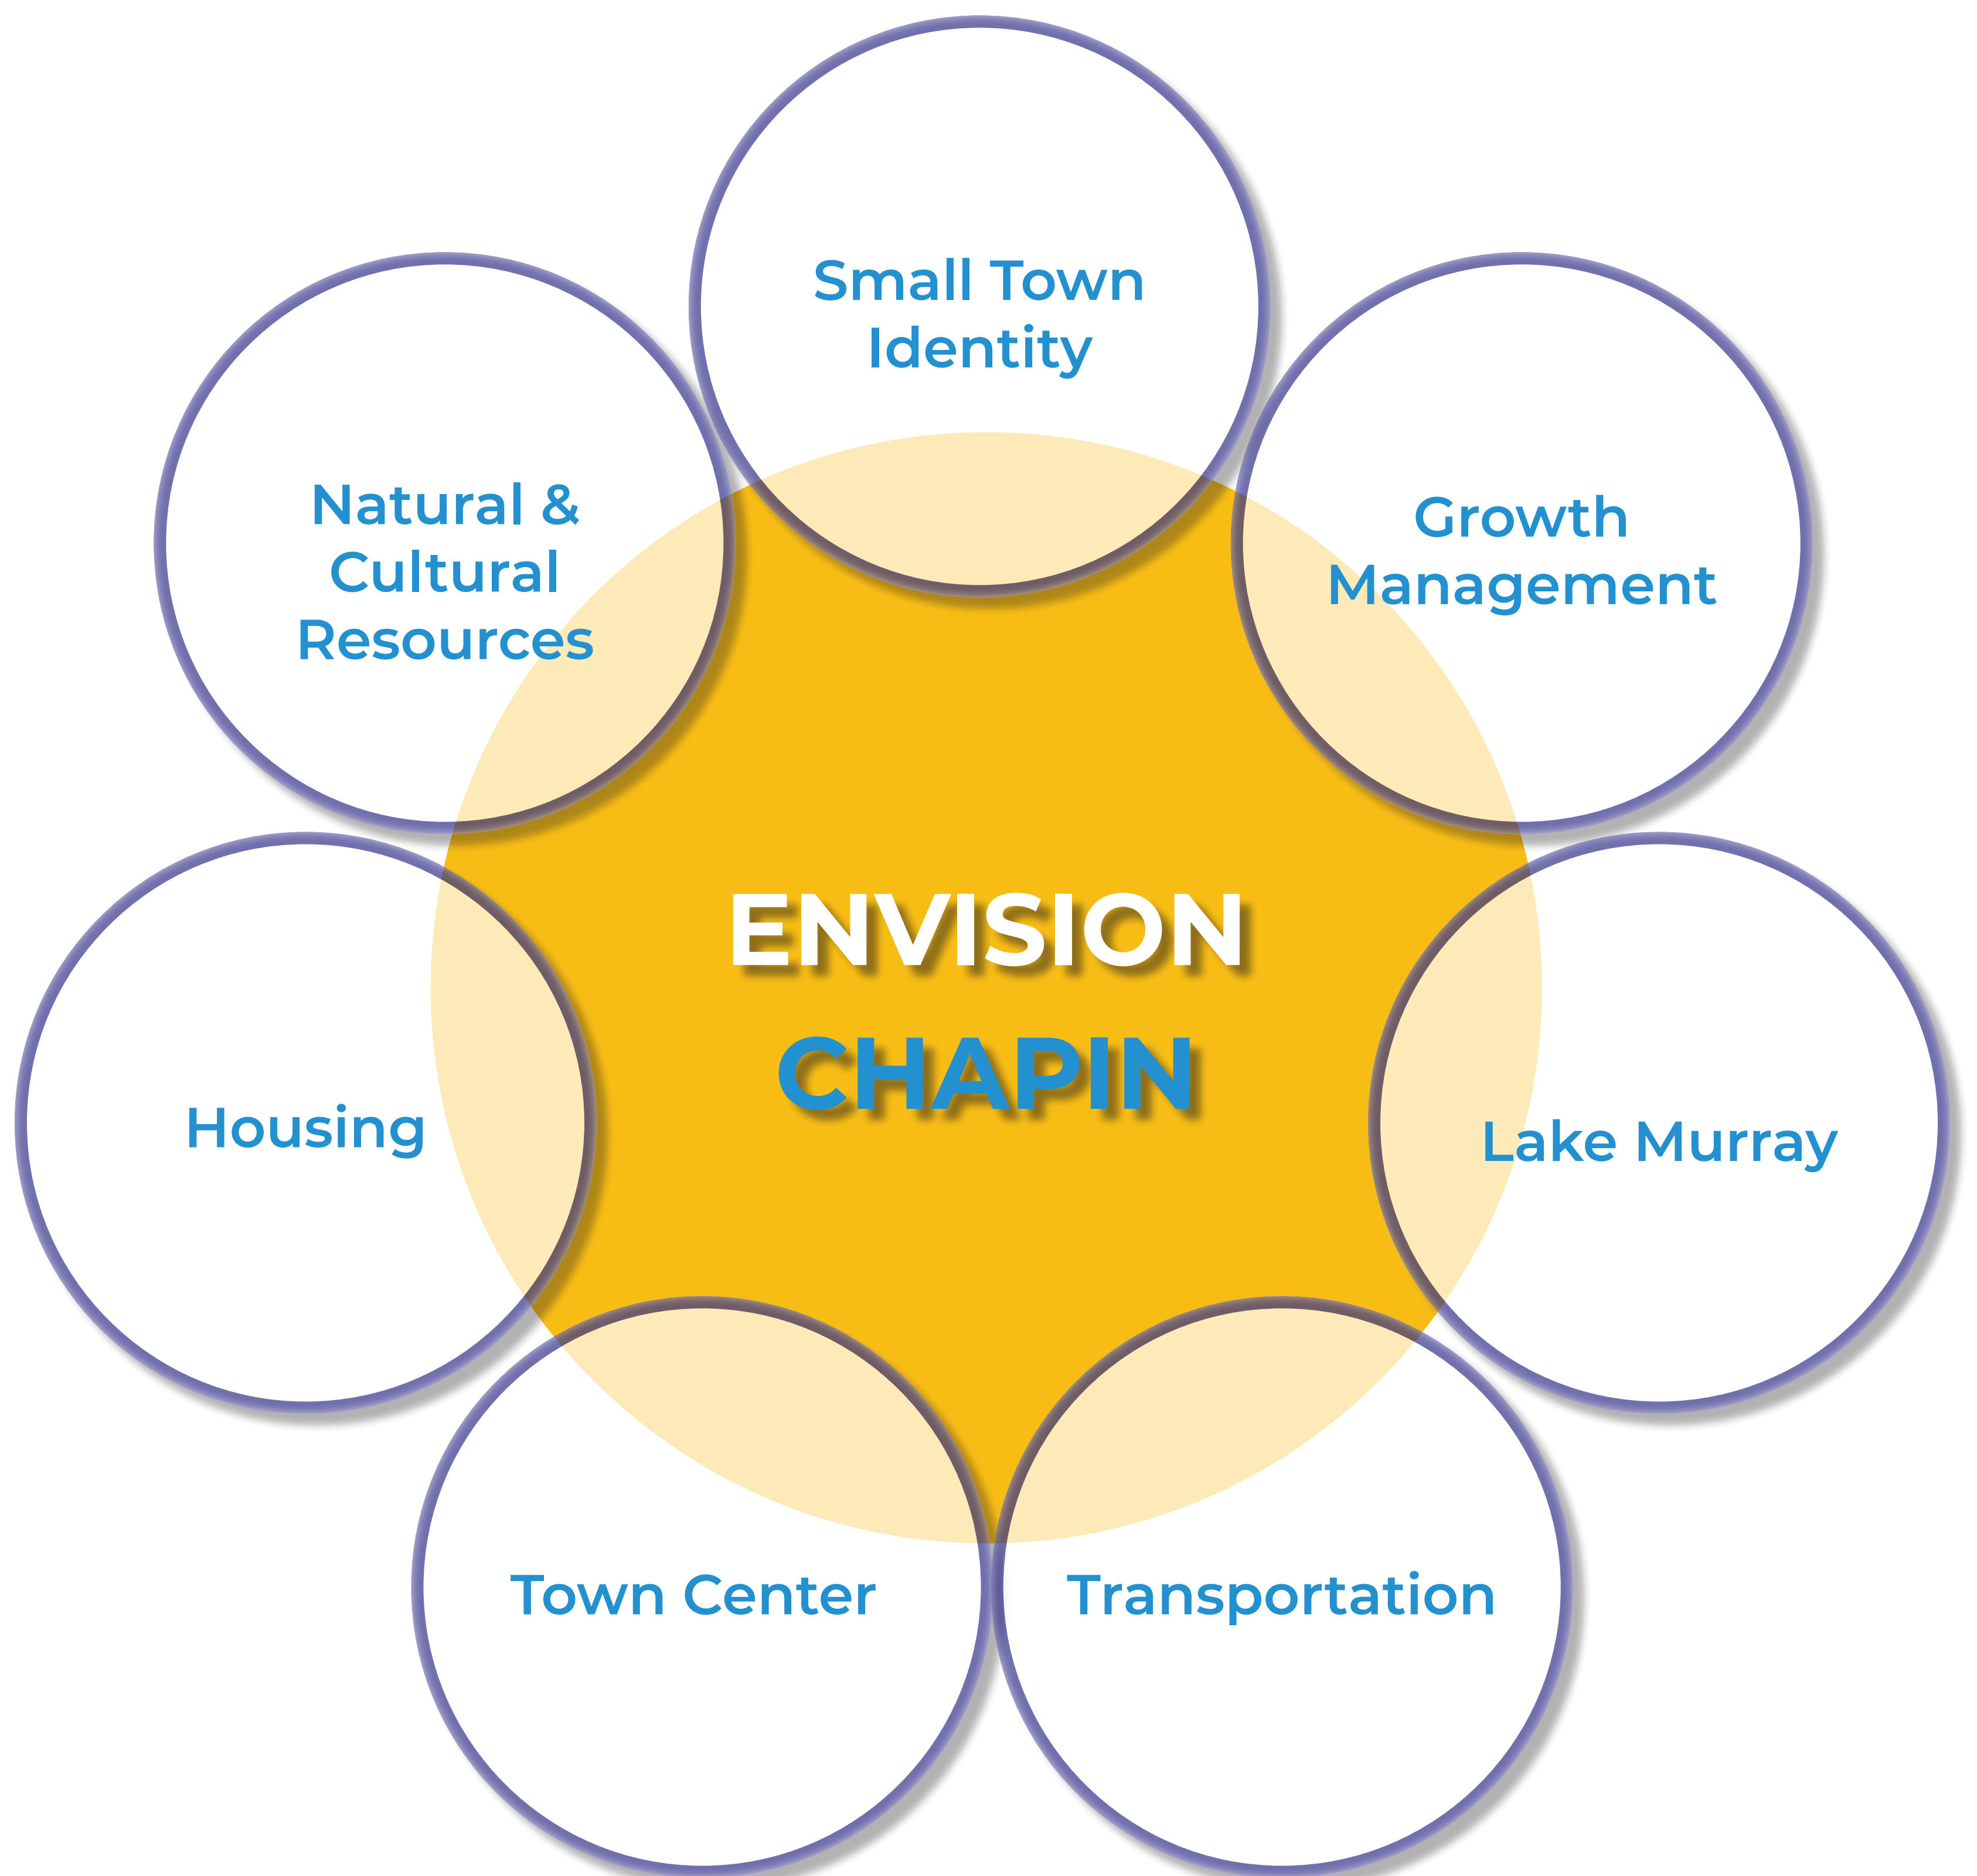 Small Town
Identity
Natural &
Cultural
Resources
Growth
Management
ENVISION
CHAPIN
Housing
Lake Murray
Town Center
Transportation